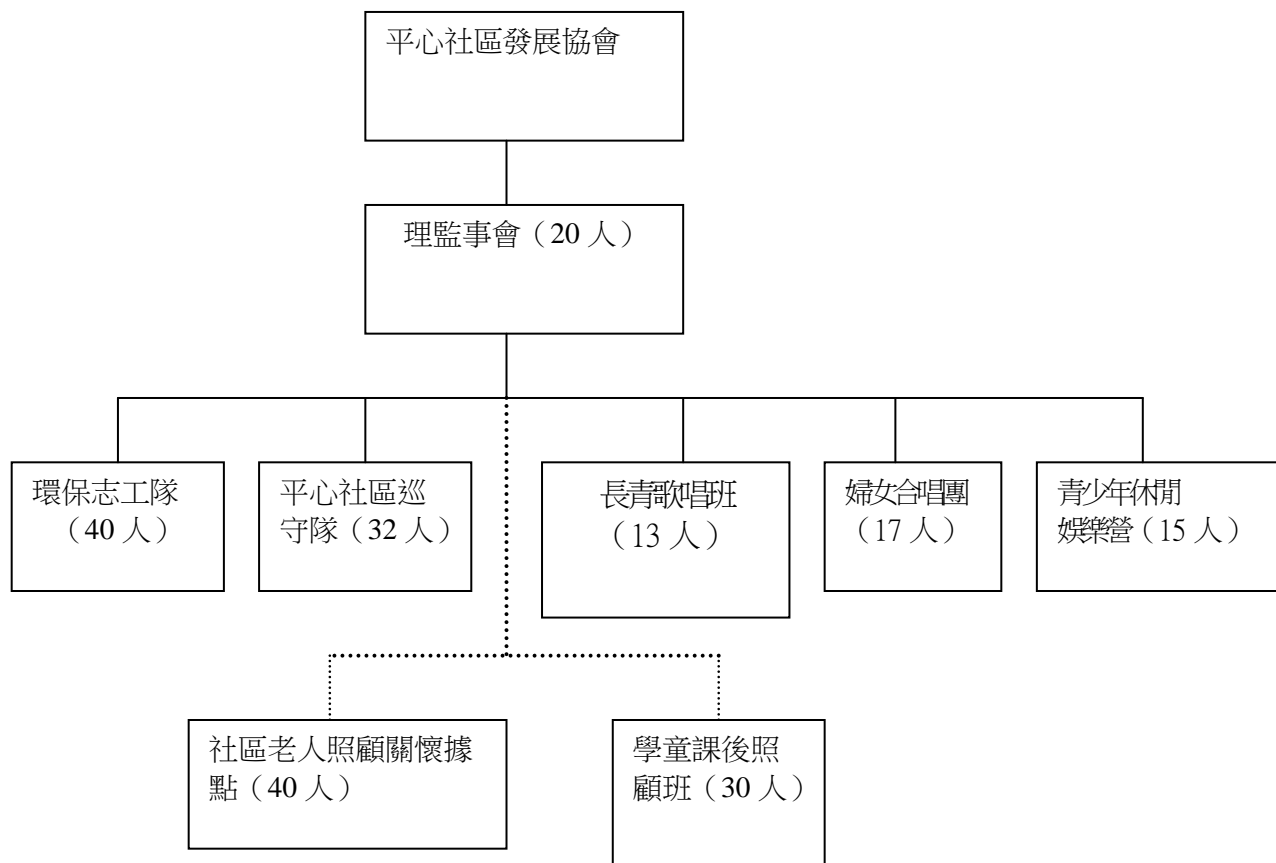 平心社區發展協會
理監事會（20 人）
環保志工隊
（40 人）
平心社區巡
守隊（32 人）
長青歌唱班
（13 人）
婦女合唱團
（17 人）
青少年休閒
娛樂營（15 人）
社區老人照顧關懷據
點（40 人）
學童課後照
顧班（30 人）